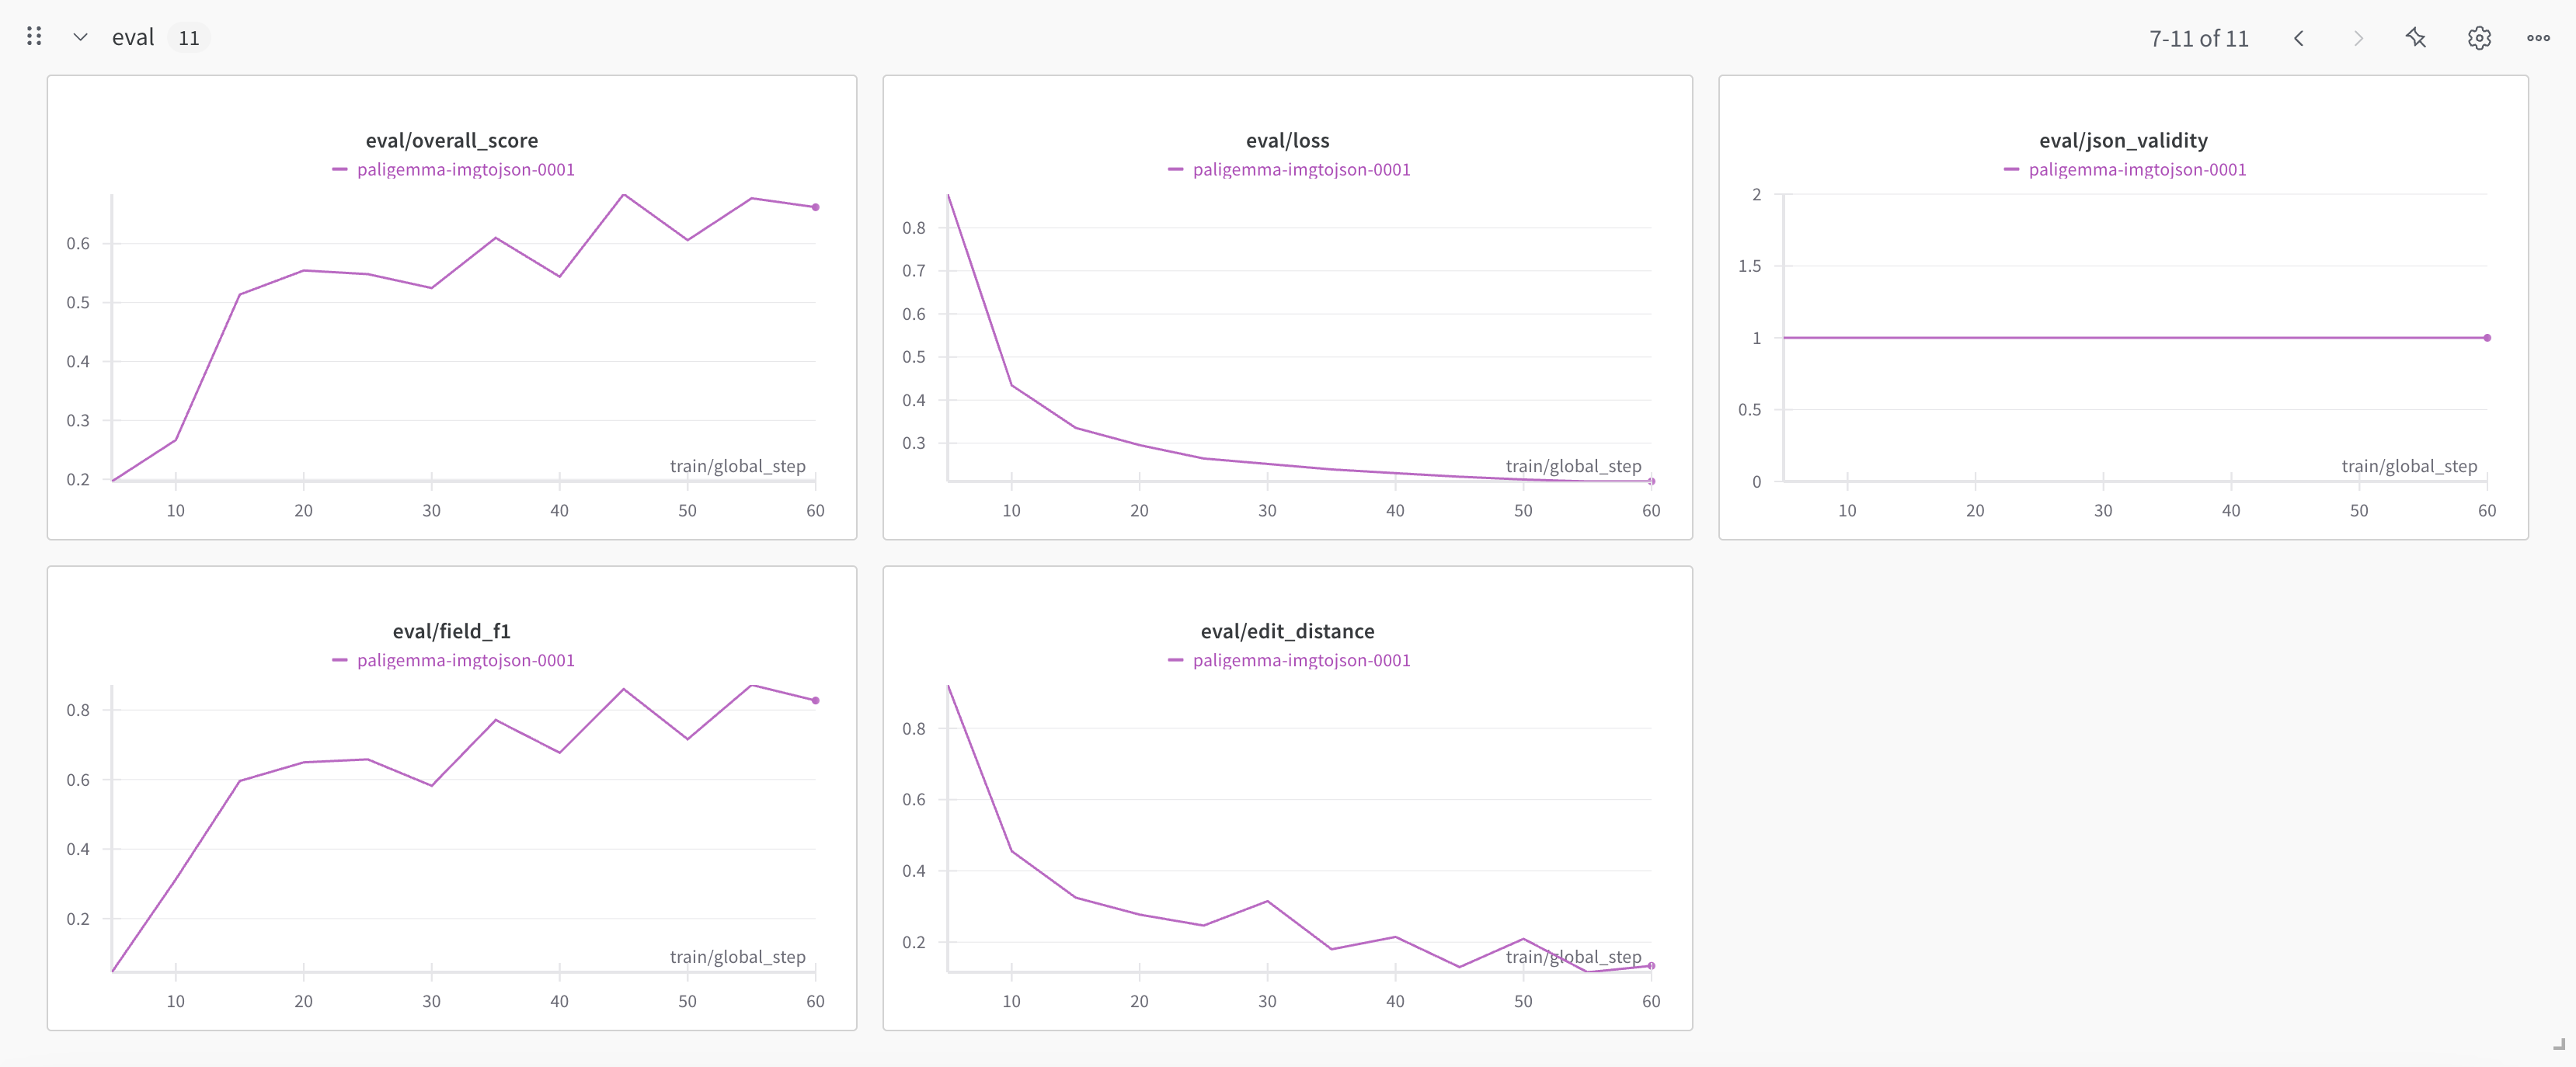 eval 11
7-11 of 11
eval/overall_score
paligemma-imgtojson-0001
0.6
0.5
0.4
0.3
0.2
train/global_step
10 20 30 40 50 60
eval/loss
paligemma-imgtojson-0001
0.8
0.7
0.6
0.5
0.4
0.3
train/global_step
10 20 30 40 50 60
eval/json_validity
paligemma-imgtojson-0001
2
1.5
1
0.5
0
train/global_step
10 20 30 40 50 60
eval/field_f1
paligemma-imgtojson-0001
0.8
0.6
0.4
0.2
train/global_step
10 20 30 40 50 60
eval/edit_distance
paligemma-imgtojson-0001
0.8
0.6
0.4
0.2
train/global_step
10 20 30 40 50 60